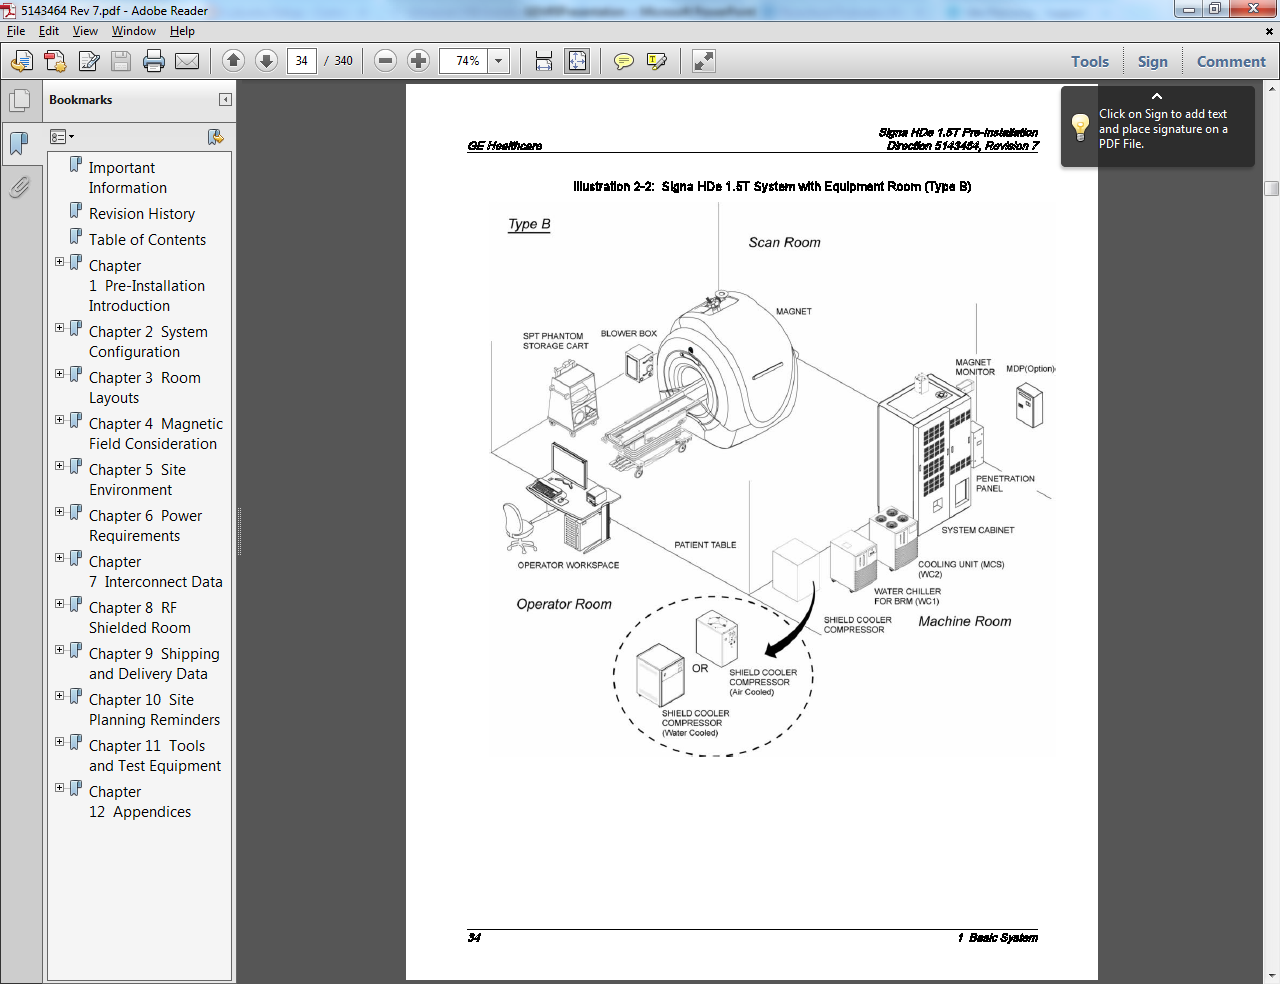 5143464 Rev 7.pdf - Adobe Reader
File Edit View Window Help
34 / 340 74% Tools Sign Comment
Bookmarks
Important
Information
Revision History
Table of Contents
Chapter
1 Pre-Installation
Introduction
Chapter 2 System
Configuration
Chapter 3 Room
Layouts
Chapter 4 Magnetic
Field Consideration
Chapter 5 Site
Environment
Chapter 6 Power
Requirements
Chapter
7 Interconnect Data
Chapter 8 RF
Shielded Room
Chapter 9 Shipping
and Delivery Data
Chapter 10 Site
Planning Reminders
Chapter 11 Tools
and Test Equipment
Chapter
12 Appendices
Click on Sign to add text
and place signature on a
PDF File.
Signa HDe 1.5T Pre-Installation
GE Healthcare Direction 5143464, Revision 7
Illustration 2-2: Signa HDe 1.5T System with Equipment Room (Type B)
Type B
Scan Room
MAGNET
SPT PHANTOM
STORAGE CART
BLOWER BOX
MAGNET
MONITOR
MDP(Option)
PENETRATION
PANEL
SYSTEM CABINET
PATIENT TABLE
OPERATOR WORKSPACE
COOLING UNIT (MCS)
(WC2)
WATER CHILLER
FOR BRM (WC1)
Operator Room
SHIELD COOLER
COMPRESSOR
Machine Room
OR
SHIELD COOLER
COMPRESSOR
(Air Cooled)
SHIELD COOLER
COMPRESSOR
(Water Cooled)
34 1 Basic System